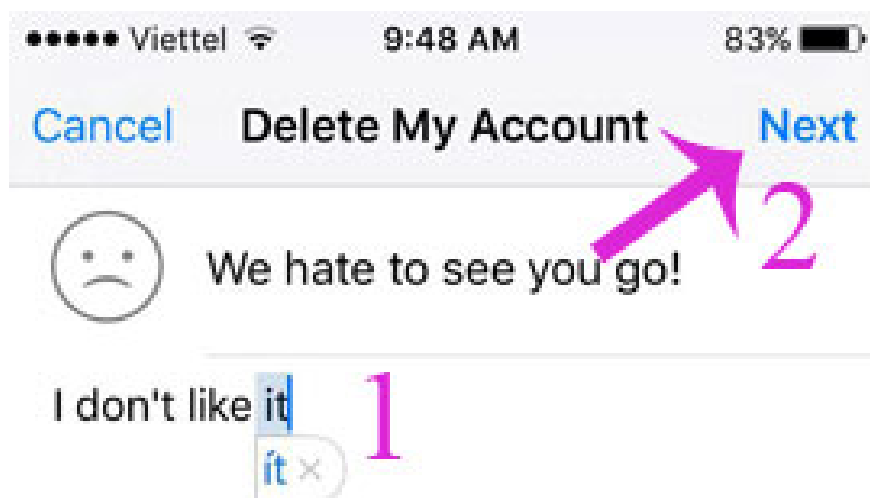 Viettel 9:48 AM 83%
Cancel Delete My Account Next
2
We hate to see you go!
I don't like it 1
ít ×